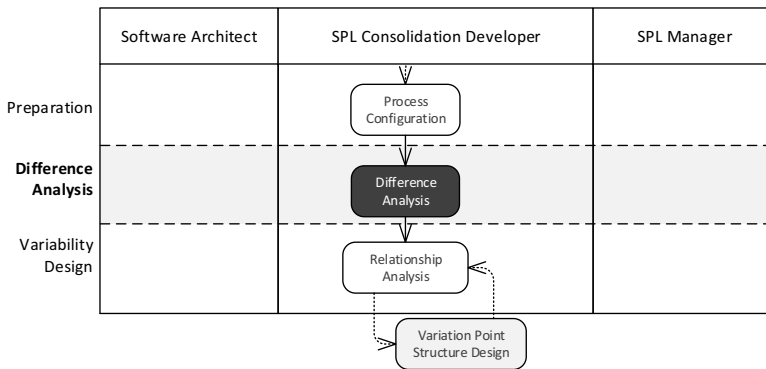 Software Architect
SPL Consolidation Developer
SPL Manager
Preparation
Process
Configuration
Difference
Analysis
Difference
Analysis
Variability
Design
Relationship
Analysis
Variation Point
Structure Design